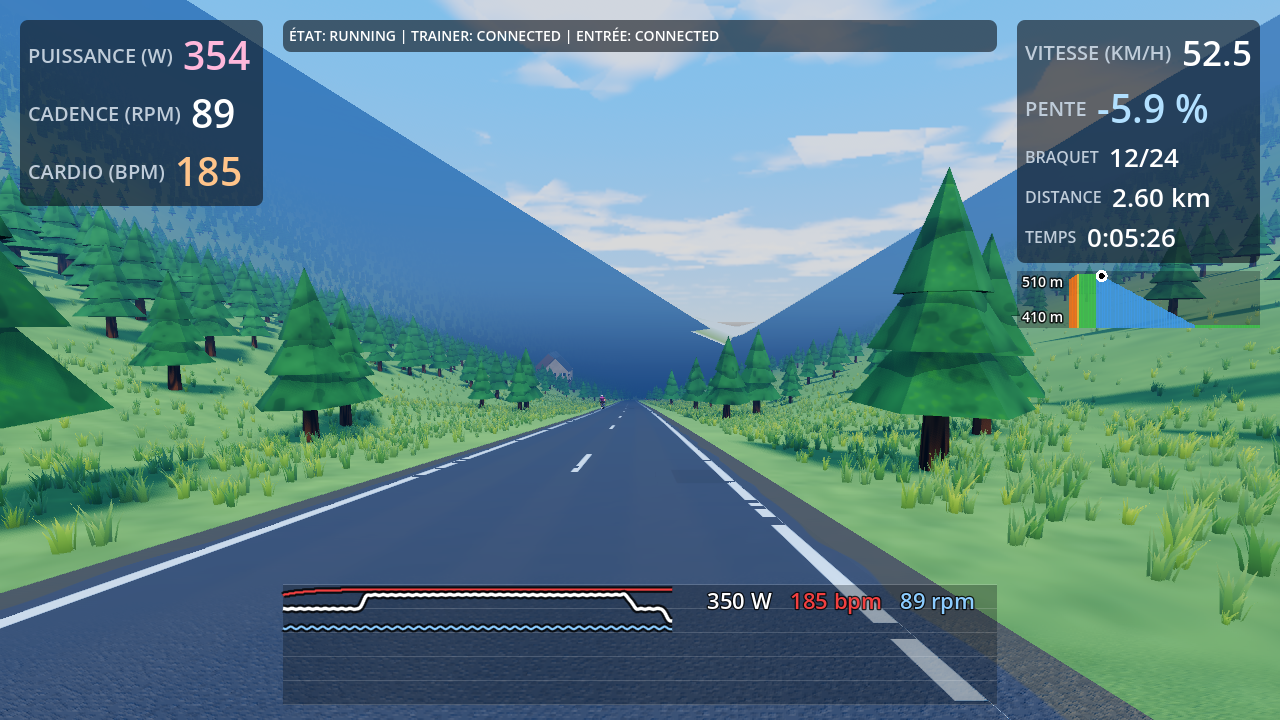 PUISSANCE (W) 354
CADENCE (RPM) 89
CARDIO (BPM) 185
ÉTAT: RUNNING | TRAINER: CONNECTED | ENTRÉE: CONNECTED
VITESSE (KM/H) 52.5
PENTE -5.9 %
BRAQUET 12/24
DISTANCE 2.60 km
TEMPS 0:05:26
510 m
410 m
350 W 185 bpm 89 rpm